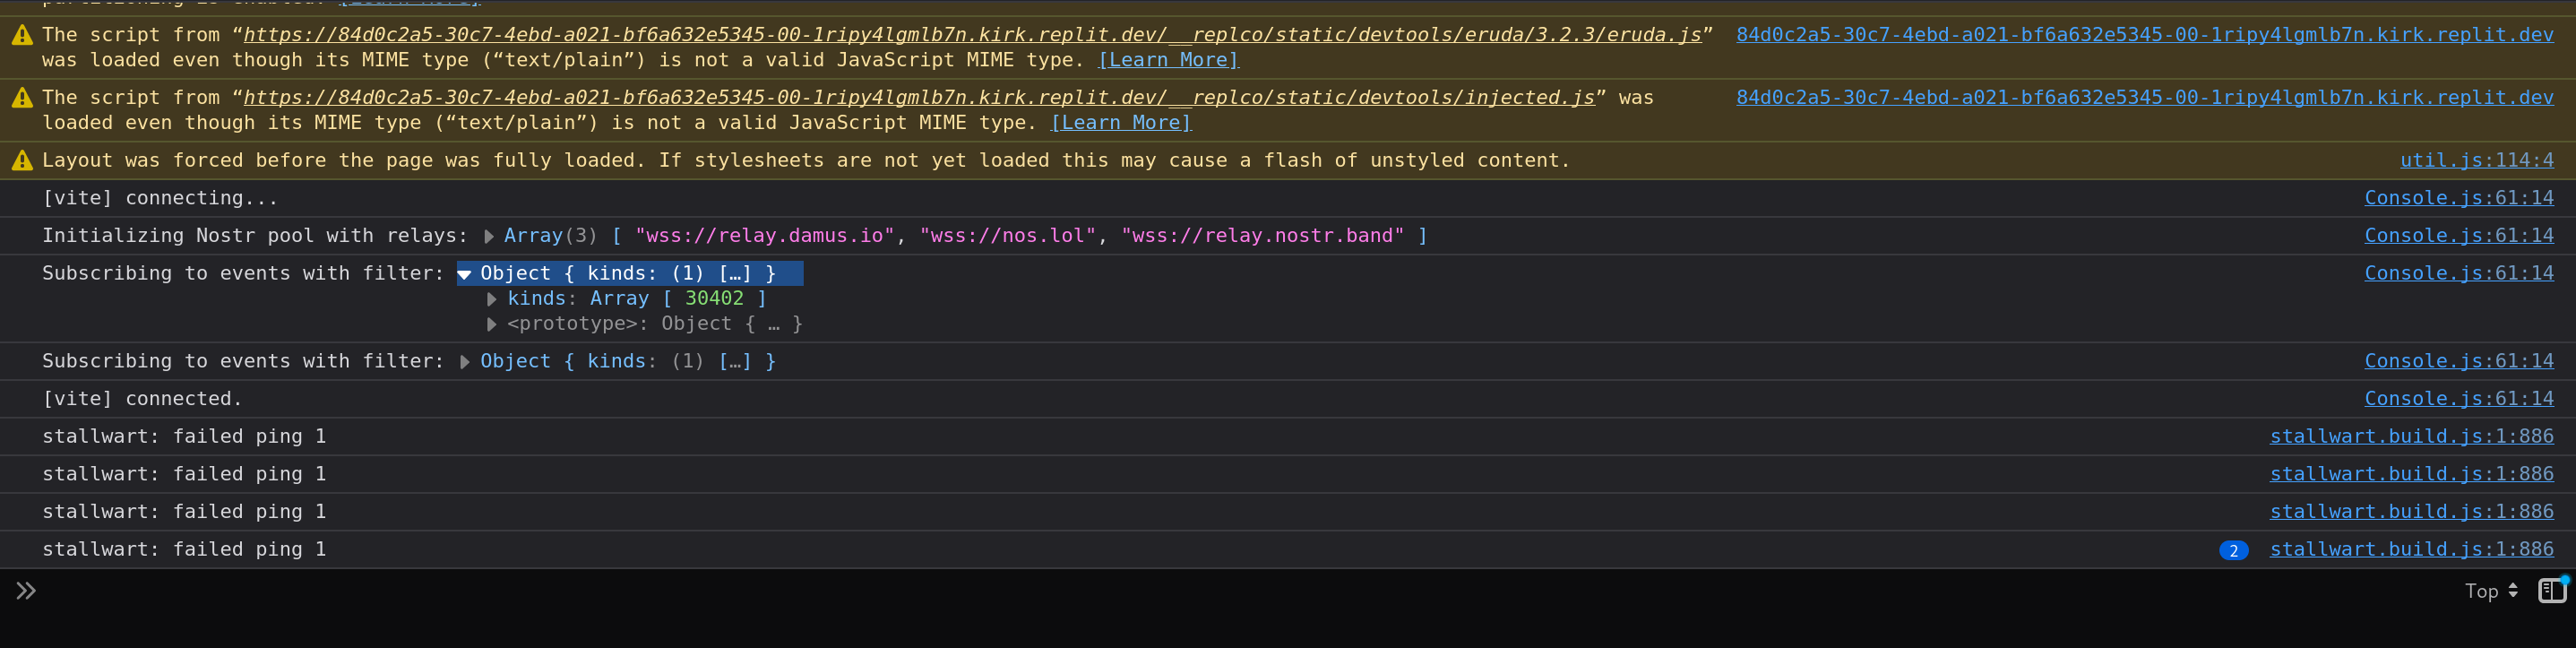 partitioning is enabled. [Learn More]
The script from “https://84d0c2a5-30c7-4ebd-a021-bf6a632e5345-00-1ripy4lgmlb7n.kirk.replit.dev/__replco/static/devtools/eruda/3.2.3/eruda.js” 84d0c2a5-30c7-4ebd-a021-bf6a632e5345-00-1ripy4lgmlb7n.kirk.replit.dev
was loaded even though its MIME type (“text/plain”) is not a valid JavaScript MIME type. [Learn More]
The script from “https://84d0c2a5-30c7-4ebd-a021-bf6a632e5345-00-1ripy4lgmlb7n.kirk.replit.dev/__replco/static/devtools/injected.js” was 84d0c2a5-30c7-4ebd-a021-bf6a632e5345-00-1ripy4lgmlb7n.kirk.replit.dev
loaded even though its MIME type (“text/plain”) is not a valid JavaScript MIME type. [Learn More]
Layout was forced before the page was fully loaded. If stylesheets are not yet loaded this may cause a flash of unstyled content. util.js:114:4
[vite] connecting... Console.js:61:14
Initializing Nostr pool with relays: Array(3) [ "wss://relay.damus.io", "wss://nos.lol", "wss://relay.nostr.band" ] Console.js:61:14
Subscribing to events with filter: Object { kinds: (1) […] } Console.js:61:14
kinds: Array [ 30402 ]
<prototype>: Object { … }
Subscribing to events with filter: Object { kinds: (1) […] } Console.js:61:14
[vite] connected. Console.js:61:14
stallwart: failed ping 1 stallwart.build.js:1:886
stallwart: failed ping 1 stallwart.build.js:1:886
stallwart: failed ping 1 stallwart.build.js:1:886
stallwart: failed ping 1 2 stallwart.build.js:1:886
Top